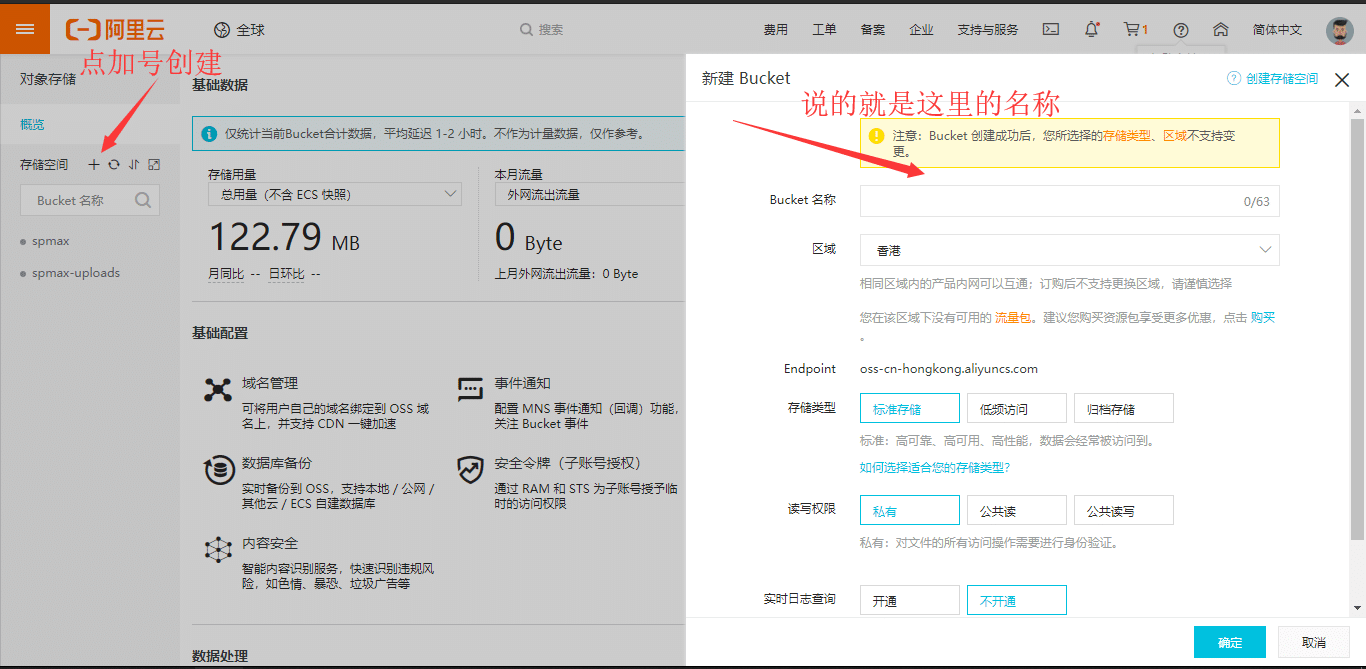 阿里云
全球
搜索
费用
工单
备案
企业
支持与服务
1
简体中文
点加号创建
对象存储
概览
存储空间
Bucket 名称
spmax
spmax-uploads
基础数据
仅统计当前Bucket合计数据，平均延迟 1-2 小时。不作为计量数据，仅作参考。
存储用量
总用量（不含 ECS 快照）
122.79 MB
月同比 -- 日环比 --
本月流量
外网流出流量
0 Byte
上月外网流出流量：0 Byte
基础配置
域名管理
可将用户自己的域名绑定到 OSS 域
名上，并支持 CDN 一键加速
事件通知
配置 MNS 事件通知（回调）功能，
关注 Bucket 事件
数据库备份
实时备份到 OSS，支持本地 / 公网 /
其他云 / ECS 自建数据库
安全令牌（子账号授权）
通过 RAM 和 STS 为子账号授予临
时的访问权限
内容安全
智能内容识别服务，快速识别违规风
险，如色情、暴恐、垃圾广告等
数据处理
新建 Bucket
创建存储空间
说的就是这里的名称
注意：Bucket 创建成功后，您所选择的存储类型、区域不支持变
更。
Bucket 名称
0/63
区域
香港
相同区域内的产品内网可以互通；订购后不支持更换区域，请谨慎选择
您在该区域下没有可用的 流量包。建议您购买资源包享受更多优惠，点击 购买
。
Endpoint
oss-cn-hongkong.aliyuncs.com
存储类型
标准存储
低频访问
归档存储
标准：高可靠、高可用、高性能，数据会经常被访问到。
如何选择适合您的存储类型?
读写权限
私有
公共读
公共读写
私有：对文件的所有访问操作需要进行身份验证。
实时日志查询
开通
不开通
确定
取消